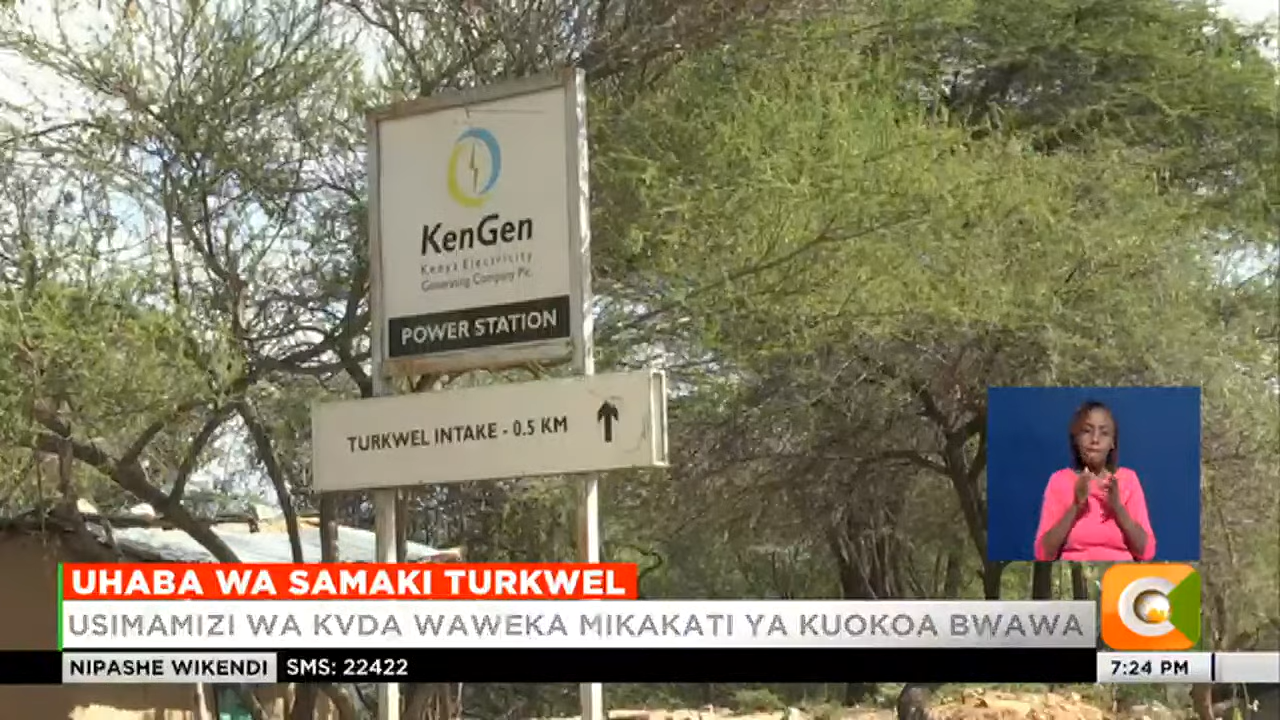 KenGen
Kenya Electricity
Generating Company Plc.
POWER STATION
TURKWEL INTAKE - 0.5 KM
UHABA WA SAMAKI TURKWEL
USIMAMIZI WA KVDA WAWEKA MIKAKATI YA KUOKOA BWAWA
NIPASHE WIKENDI
SMS: 22422
7:24 PM